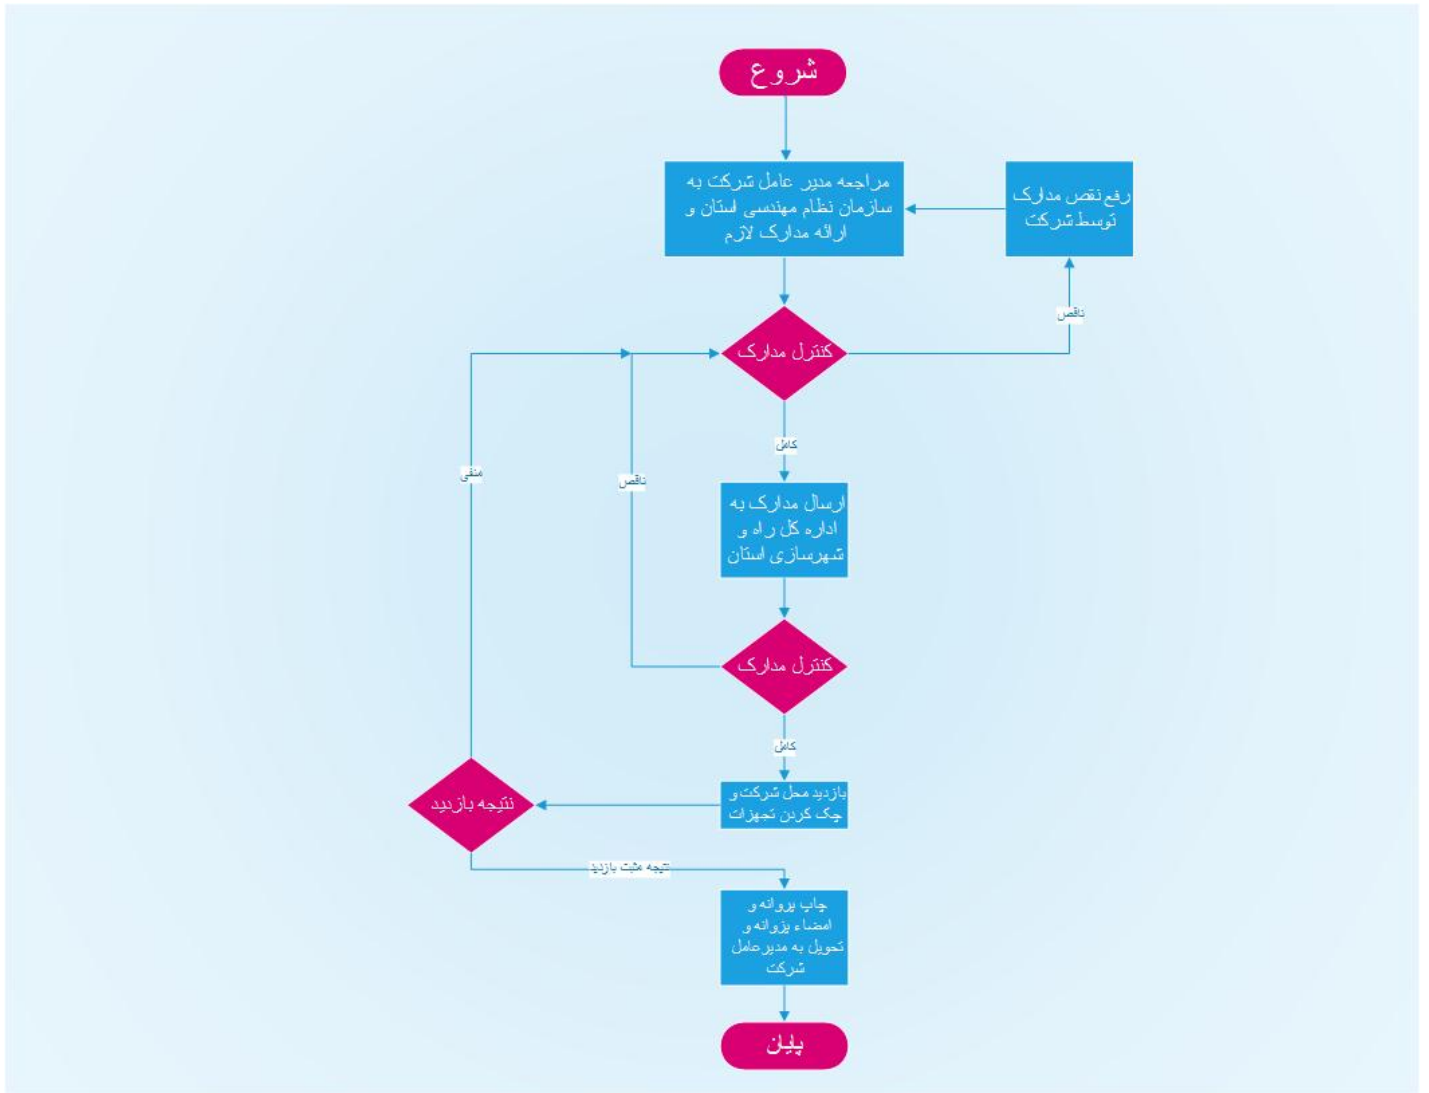 شروع
مراجعه مدیر عامل شرکت به
سازمان نظام مهندسی استان و
ارائه مدارک لازم
رفع نقص مدارک
توسط شرکت
ناقص
کنترل مدارک
کامل
منفی
ناقص
ارسال مدارک به
اداره کل راه و
شهرسازی استان
کنترل مدارک
کامل
بازدید محل شرکت و
چک کردن تجهزات
نتیجه بازدید
نتیجه مثبت بازدید
چاپ پروانه و
امضاء پزوانه و
تحویل به مدیرعامل
شرکت
پایان